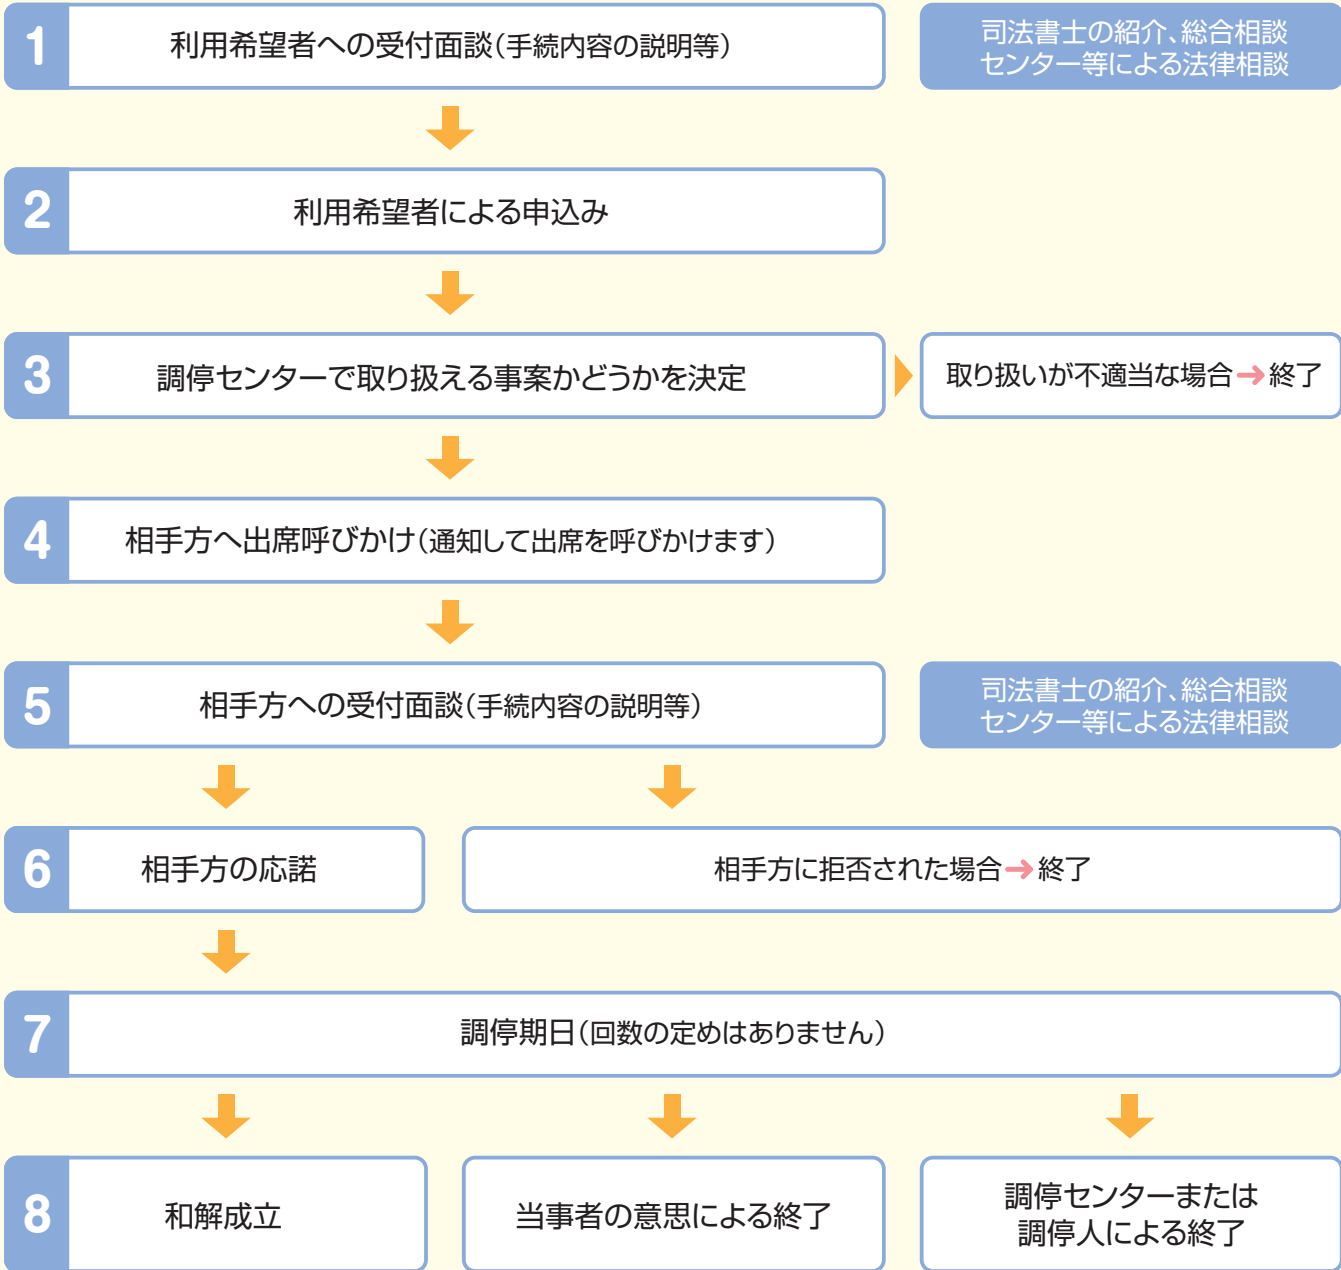 1
利用希望者への受付面談(手続内容の説明等)
司法書士の紹介、総合相談
センター等による法律相談
2
利用希望者による申込み
3
調停センターで取り扱える事案かどうかを決定
取り扱いが不適当な場合➜終了
4
相手方へ出席呼びかけ(通知して出席を呼びかけます)
5
相手方への受付面談(手続内容の説明等)
司法書士の紹介、総合相談
センター等による法律相談
6
相手方の応諾
相手方に拒否された場合➜終了
7
調停期日(回数の定めはありません)
8
和解成立
当事者の意思による終了
調停センターまたは
調停人による終了